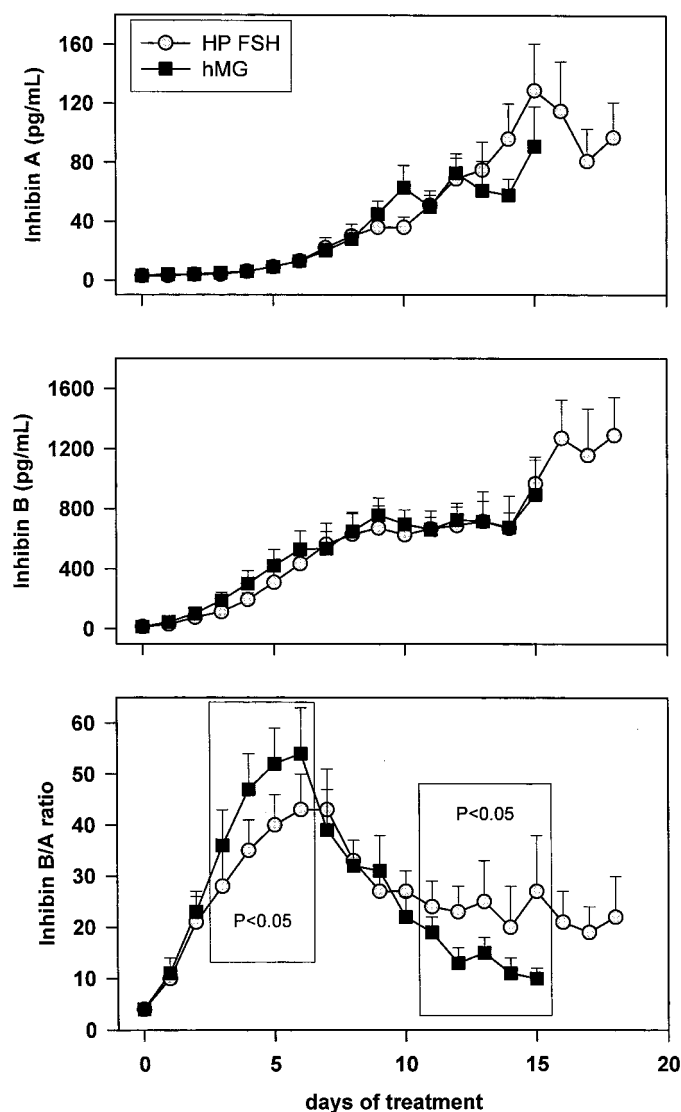 HP FSH
hMG
Inhibin A (pg/mL)
160
120
80
40
0
Inhibin B (pg/mL)
1600
1200
800
400
0
Inhibin B/A ratio
60
50
40
30
20
10
0
P<0.05
P<0.05
0
5
10
15
20
days of treatment